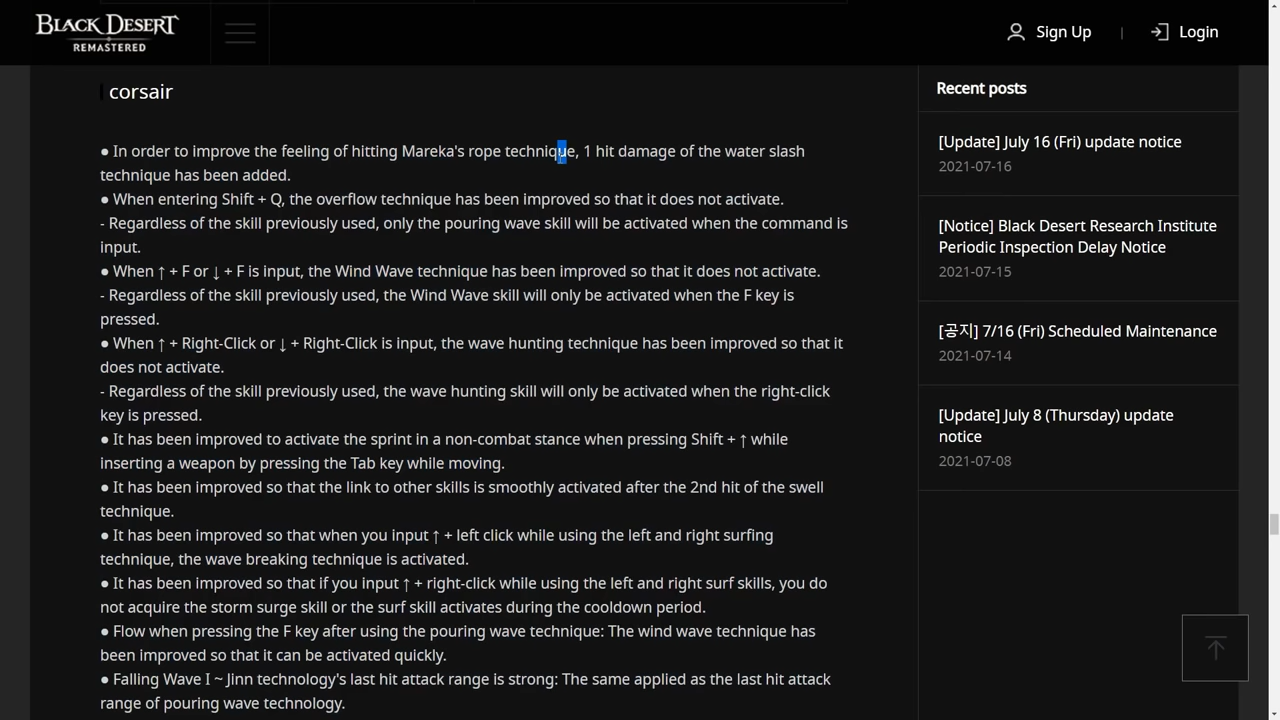 BLACK DESERT
REMASTERED
Sign Up
|
Login
corsair
● In order to improve the feeling of hitting Mareka's rope technique, 1 hit damage of the water slash
technique has been added.
● When entering Shift + Q, the overflow technique has been improved so that it does not activate.
- Regardless of the skill previously used, only the pouring wave skill will be activated when the command is
input.
● When ↑ + F or ↓ + F is input, the Wind Wave technique has been improved so that it does not activate.
- Regardless of the skill previously used, the Wind Wave skill will only be activated when the F key is
pressed.
● When ↑ + Right-Click or ↓ + Right-Click is input, the wave hunting technique has been improved so that it
does not activate.
- Regardless of the skill previously used, the wave hunting skill will only be activated when the right-click
key is pressed.
● It has been improved to activate the sprint in a non-combat stance when pressing Shift + ↑ while
inserting a weapon by pressing the Tab key while moving.
● It has been improved so that the link to other skills is smoothly activated after the 2nd hit of the swell
technique.
● It has been improved so that when you input ↑ + left click while using the left and right surfing
technique, the wave breaking technique is activated.
● It has been improved so that if you input ↑ + right-click while using the left and right surf skills, you do
not acquire the storm surge skill or the surf skill activates during the cooldown period.
● Flow when pressing the F key after using the pouring wave technique: The wind wave technique has
been improved so that it can be activated quickly.
● Falling Wave I ~ Jinn technology's last hit attack range is strong: The same applied as the last hit attack
range of pouring wave technology.
Recent posts
[Update] July 16 (Fri) update notice
2021-07-16
[Notice] Black Desert Research Institute
Periodic Inspection Delay Notice
2021-07-15
[공지] 7/16 (Fri) Scheduled Maintenance
2021-07-14
[Update] July 8 (Thursday) update
notice
2021-07-08